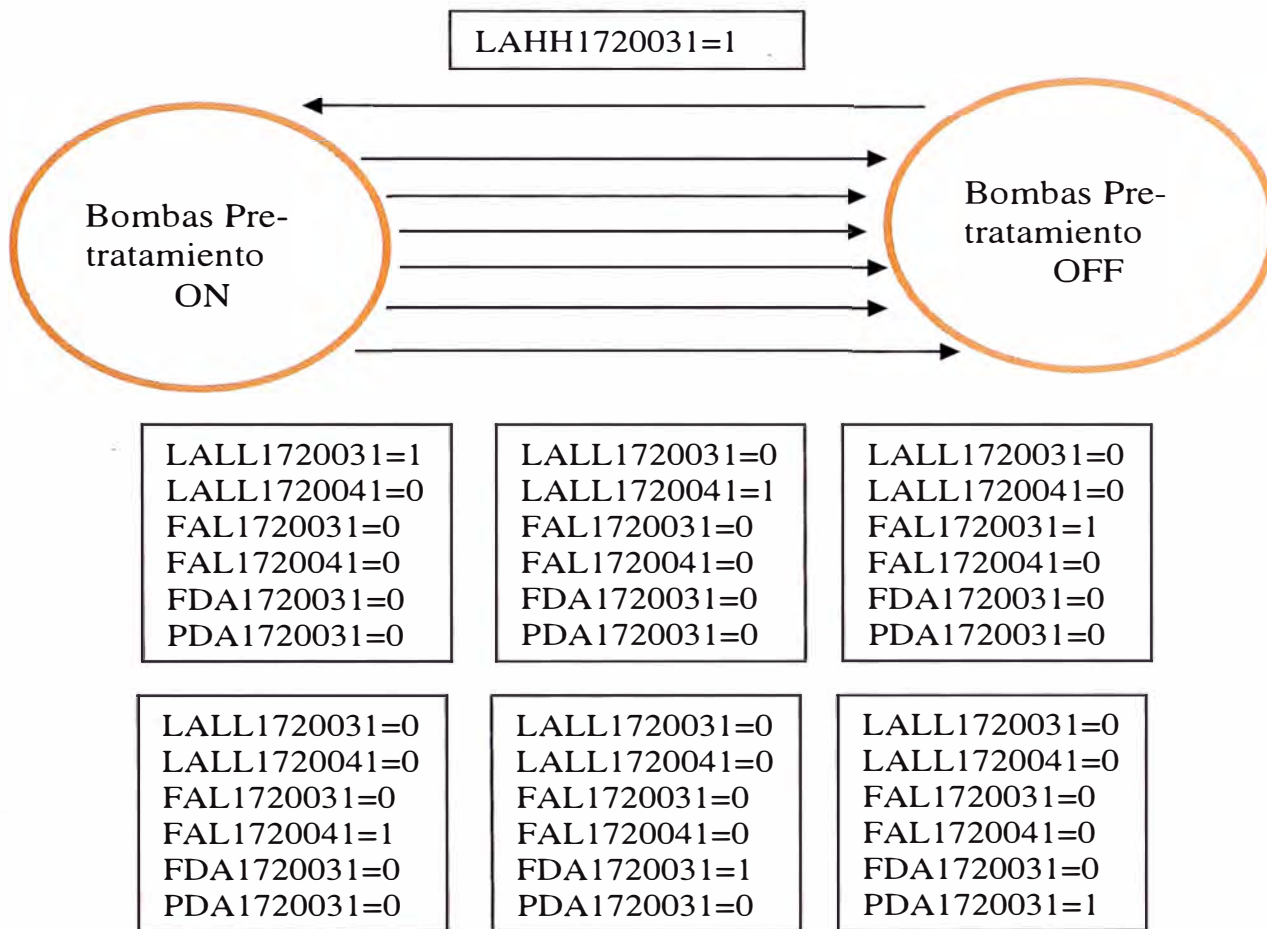 LAHH1720031=1
Bombas Pre-
tratamiento
ON
Bombas Pre-
tratamiento
OFF
LALL1720031=1
LALL1720041=0
FAL1720031=0
FAL1720041=0
FDA1720031=0
PDA1720031=0
LALL1720031=0
LALL1720041=1
FAL1720031=0
FAL1720041=0
FDA1720031=0
PDA1720031=0
LALL1720031=0
LALL1720041=0
FAL1720031=1
FAL1720041=0
FDA1720031=0
PDA1720031=0
LALL1720031=0
LALL1720041=0
FAL1720031=0
FAL1720041=1
FDA1720031=0
PDA1720031=0
LALL1720031=0
LALL1720041=0
FAL1720031=0
FAL1720041=0
FDA1720031=1
PDA1720031=0
LALL1720031=0
LALL1720041=0
FAL1720031=0
FAL1720041=0
FDA1720031=0
PDA1720031=1